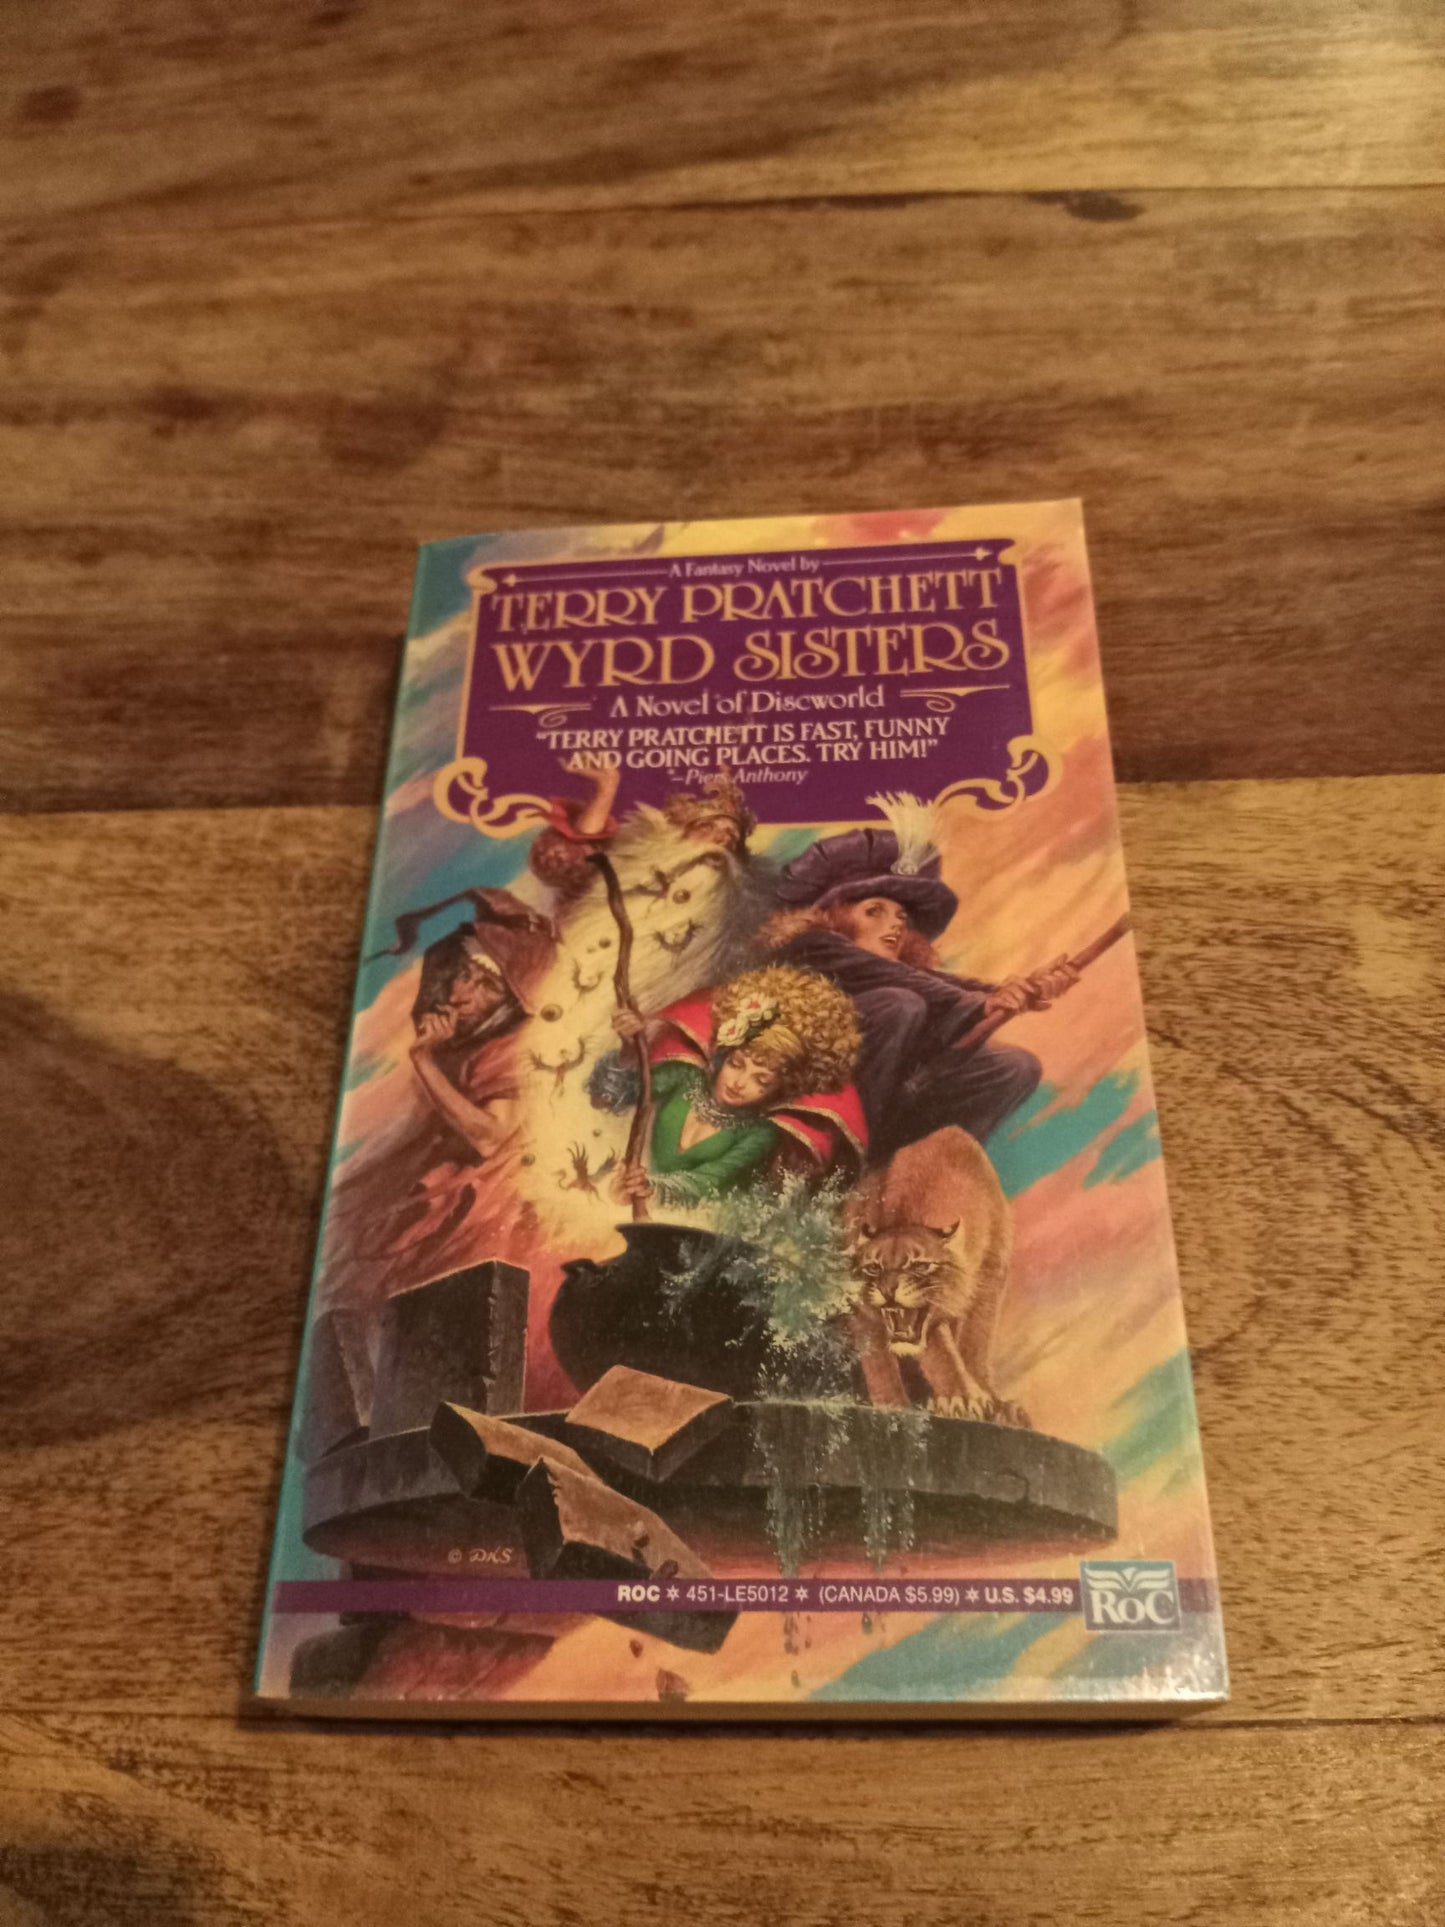 A Fantasy Novel by
TERRY PRATCHETT
WYRD SISTERS
A Novel of Discworld
“TERRY PRATCHETT IS FAST, FUNNY
AND GOING PLACES. TRY HIM!”
—Piers Anthony
© DKS
ROC ✲ 451-LE5012 ✲ (CANADA $5.99) ✲ U.S. $4.99
ROC